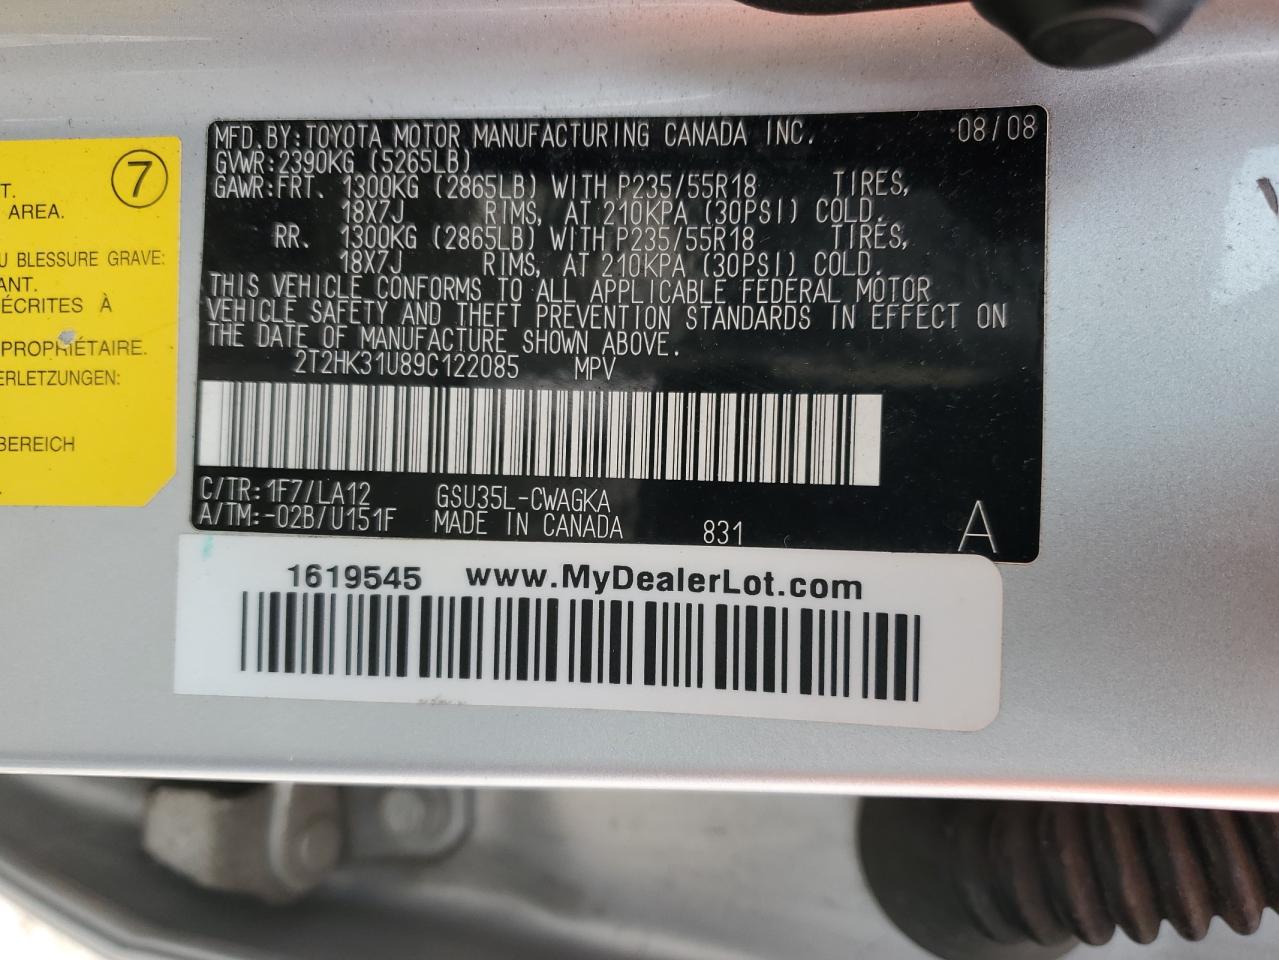 T.
AREA.
7
U BLESSURE GRAVE:
ANT.
ÉCRITES À
PROPRIÉTAIRE.
ERLETZUNGEN:
BEREICH
MFD.BY:TOYOTA MOTOR MANUFACTURING CANADA INC. 08/08
GVWR:2390KG (5265LB)
GAWR:FRT. 1300KG (2865LB) WITH P235/55R18 TIRES,
18X7J RIMS, AT 210KPA (30PSI) COLD.
RR. 1300KG (2865LB) WITH P235/55R18 TIRES,
18X7J RIMS, AT 210KPA (30PSI) COLD.
THIS VEHICLE CONFORMS TO ALL APPLICABLE FEDERAL MOTOR
VEHICLE SAFETY AND THEFT PREVENTION STANDARDS IN EFFECT ON
THE DATE OF MANUFACTURE SHOWN ABOVE.
2T2HK31U89C122085 MPV
C/TR:1F7/LA12 GSU35L-CWAGKA
A/TM:-02B/U151F MADE IN CANADA 831 A
1619545 www.MyDealerLot.com